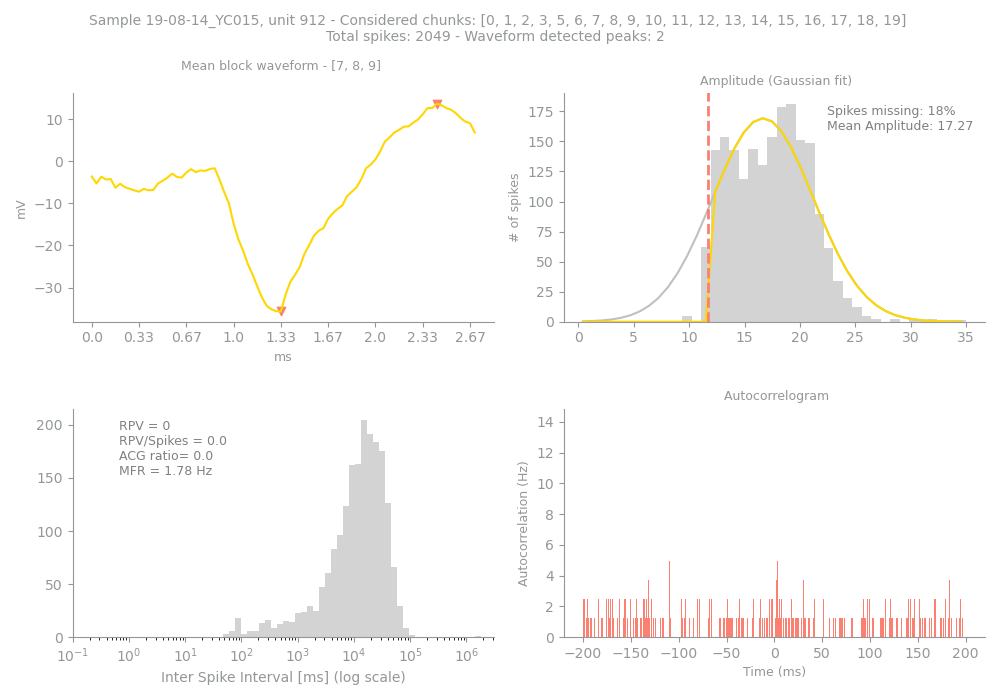 Sample 19-08-14_YC015, unit 912 - Considered chunks: [0, 1, 2, 3, 5, 6, 7, 8, 9, 10, 11, 12, 13, 14, 15, 16, 17, 18, 19]
Total spikes: 2049 - Waveform detected peaks: 2
Mean block waveform - [7, 8, 9]
10
0
−10
−20
−30
mV
0.0 0.33 0.67 1.0 1.33 1.67 2.0 2.33 2.67
ms
Amplitude (Gaussian fit)
Spikes missing: 18%
Mean Amplitude: 17.27
175
150
125
100
75
50
25
0
# of spikes
0 5 10 15 20 25 30 35
RPV = 0
RPV/Spikes = 0.0
ACG ratio= 0.0
MFR = 1.78 Hz
200
150
100
50
0
10⁻¹ 10⁰ 10¹ 10² 10³ 10⁴ 10⁵ 10⁶
Inter Spike Interval [ms] (log scale)
Autocorrelogram
14
12
10
8
6
4
2
0
Autocorrelation (Hz)
−200 −150 −100 −50 0 50 100 150 200
Time (ms)